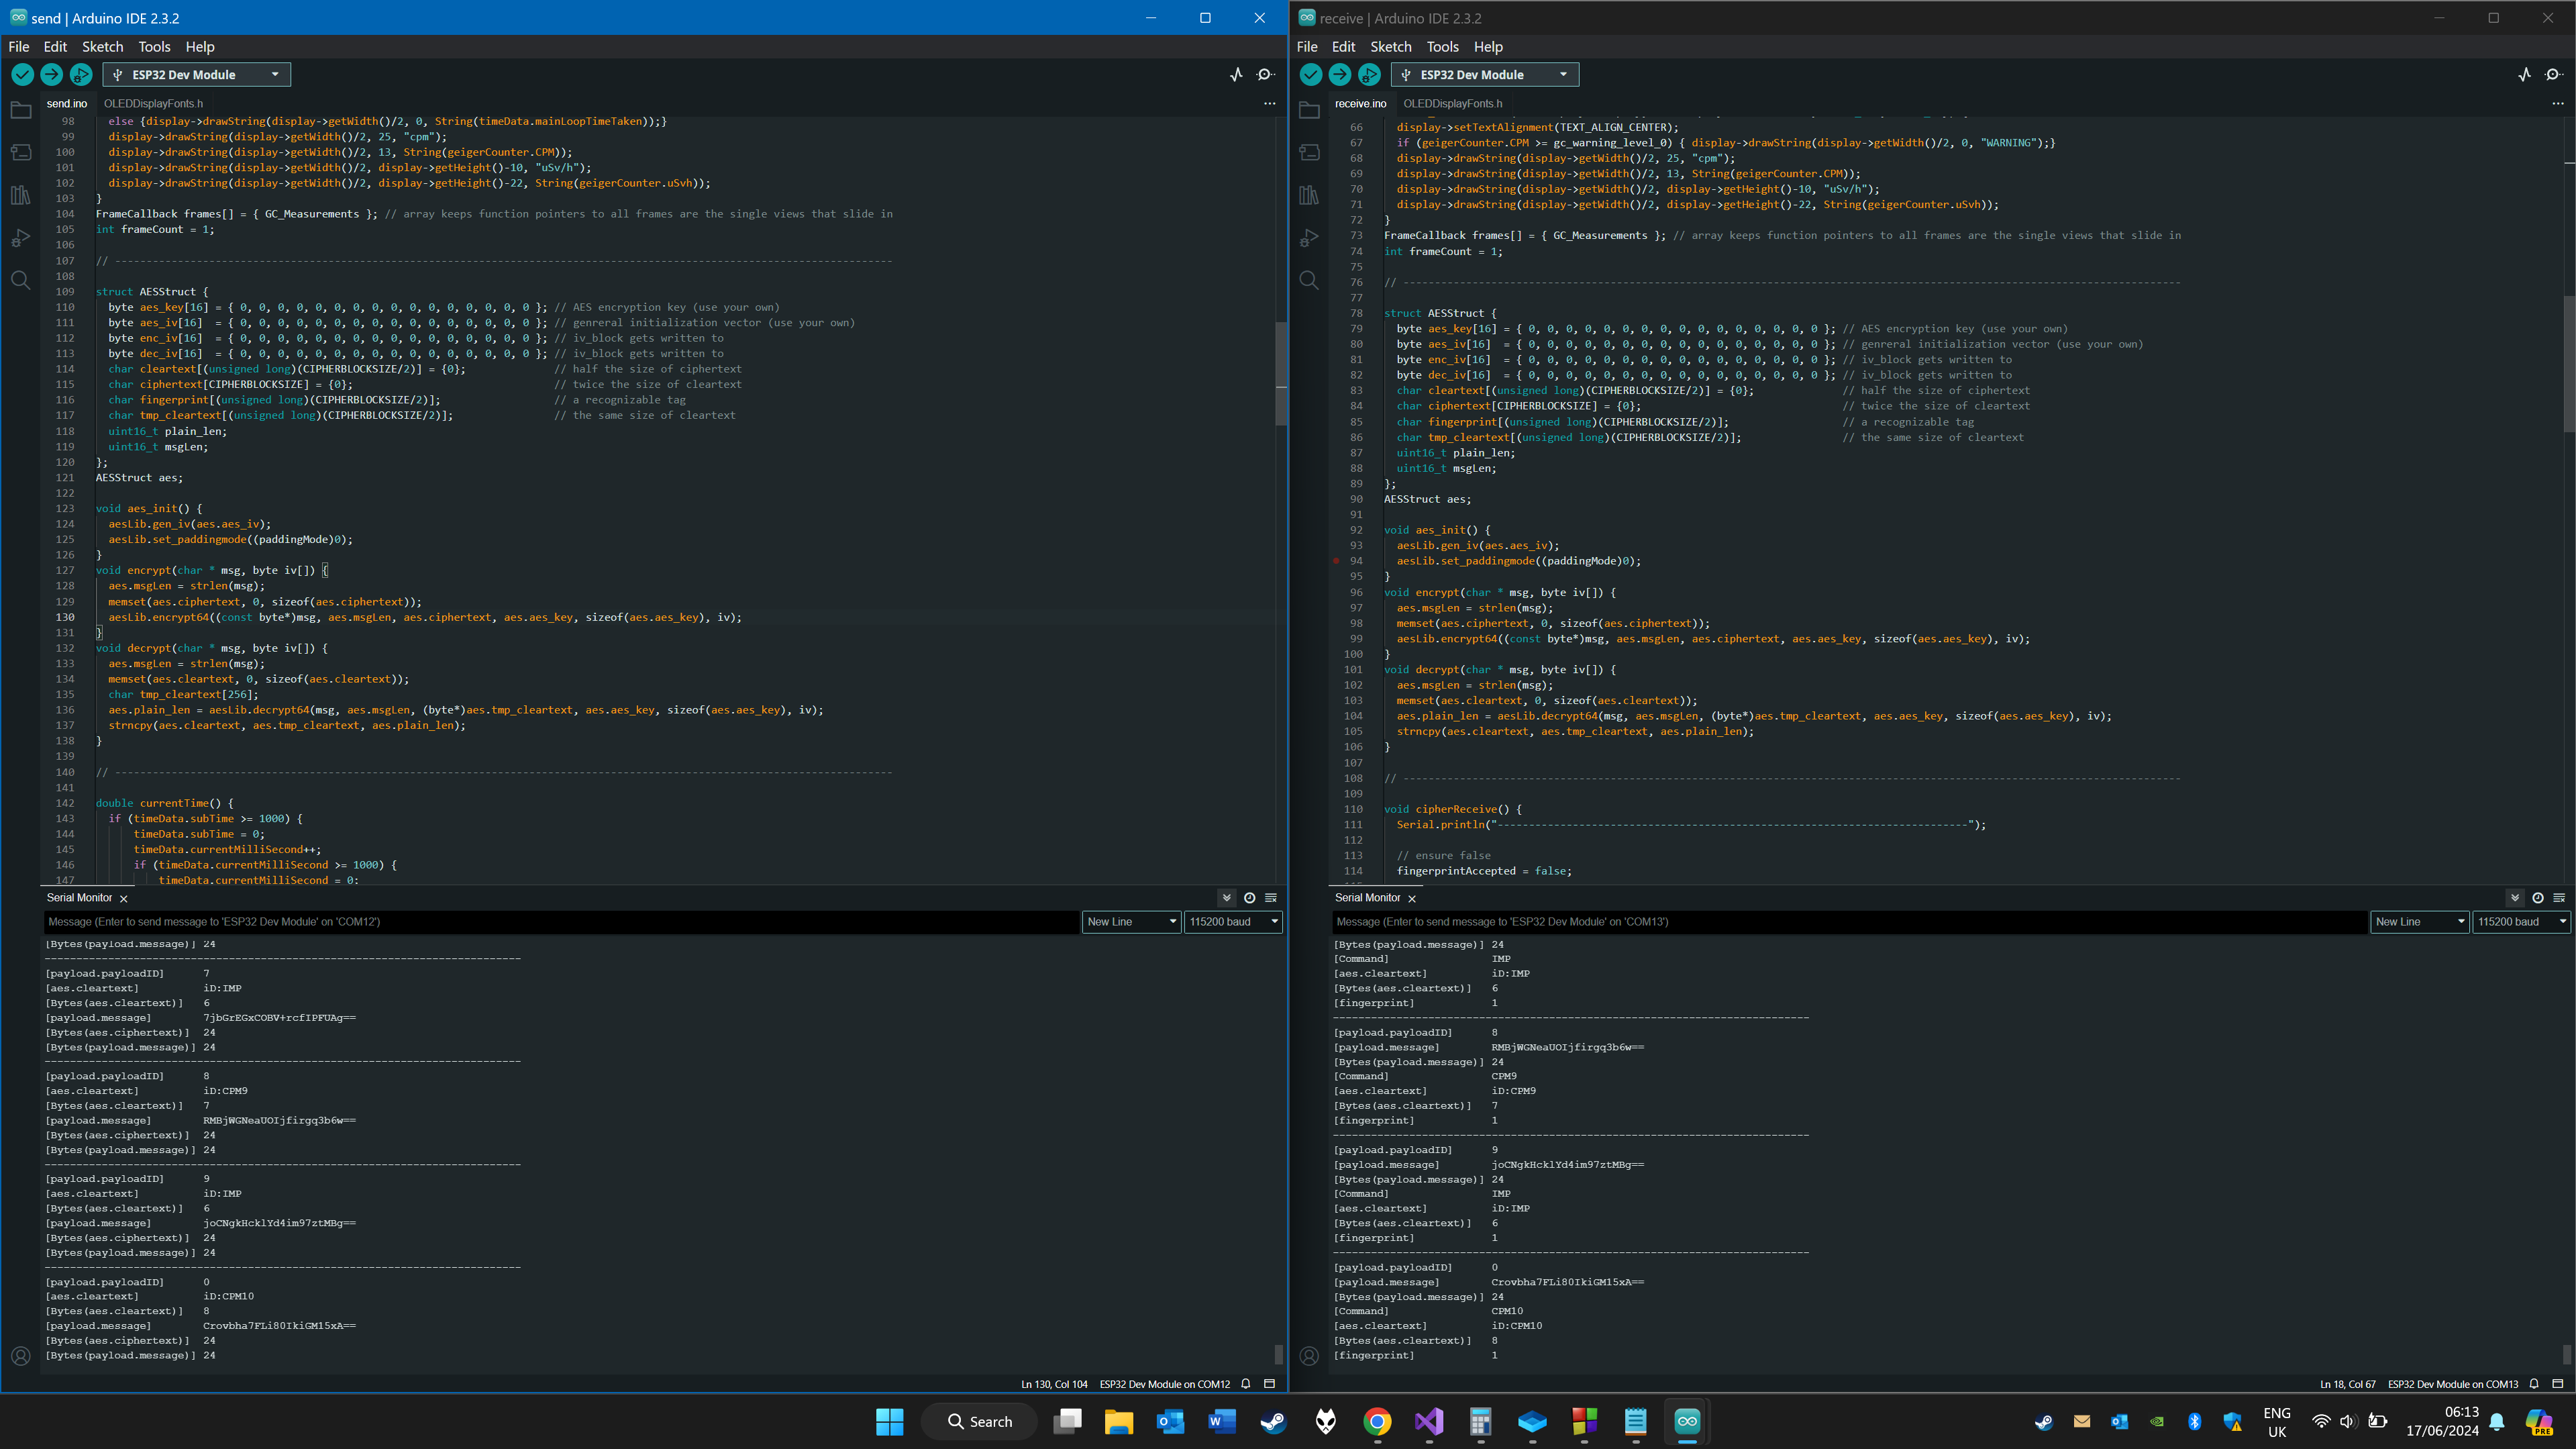 send | Arduino IDE 2.3.2
File Edit Sketch Tools Help
ESP32 Dev Module
send.ino OLEDDisplayFonts.h
98 else {display->drawString(display->getWidth()/2, 0, String(timeData.mainLoopTimeTaken));}
99 display->drawString(display->getWidth()/2, 25, "cpm");
100 display->drawString(display->getWidth()/2, 13, String(geigerCounter.CPM));
101 display->drawString(display->getWidth()/2, display->getHeight()-10, "uSv/h");
102 display->drawString(display->getWidth()/2, display->getHeight()-22, String(geigerCounter.uSvh));
103 }
104 FrameCallback frames[] = { GC_Measurements }; // array keeps function pointers to all frames are the single views that slide in
105 int frameCount = 1;
106
107 // ----------------------------------------------------------------------------------------------------------------------------
108
109 struct AESStruct {
110 byte aes_key[16] = { 0, 0, 0, 0, 0, 0, 0, 0, 0, 0, 0, 0, 0, 0, 0, 0 }; // AES encryption key (use your own)
111 byte aes_iv[16] = { 0, 0, 0, 0, 0, 0, 0, 0, 0, 0, 0, 0, 0, 0, 0, 0 }; // genreral initialization vector (use your own)
112 byte enc_iv[16] = { 0, 0, 0, 0, 0, 0, 0, 0, 0, 0, 0, 0, 0, 0, 0, 0 }; // iv_block gets written to
113 byte dec_iv[16] = { 0, 0, 0, 0, 0, 0, 0, 0, 0, 0, 0, 0, 0, 0, 0, 0 }; // iv_block gets written to
114 char cleartext[(unsigned long)(CIPHERBLOCKSIZE/2)] = {0}; // half the size of ciphertext
115 char ciphertext[CIPHERBLOCKSIZE] = {0}; // twice the size of cleartext
116 char fingerprint[(unsigned long)(CIPHERBLOCKSIZE/2)]; // a recognizable tag
117 char tmp_cleartext[(unsigned long)(CIPHERBLOCKSIZE/2)]; // the same size of cleartext
118 uint16_t plain_len;
119 uint16_t msgLen;
120 };
121 AESStruct aes;
122
123 void aes_init() {
124 aesLib.gen_iv(aes.aes_iv);
125 aesLib.set_paddingmode((paddingMode)0);
126 }
127 void encrypt(char * msg, byte iv[]) {
128 aes.msgLen = strlen(msg);
129 memset(aes.ciphertext, 0, sizeof(aes.ciphertext));
130 aesLib.encrypt64((const byte*)msg, aes.msgLen, aes.ciphertext, aes.aes_key, sizeof(aes.aes_key), iv);
131 }
132 void decrypt(char * msg, byte iv[]) {
133 aes.msgLen = strlen(msg);
134 memset(aes.cleartext, 0, sizeof(aes.cleartext));
135 char tmp_cleartext[256];
136 aes.plain_len = aesLib.decrypt64(msg, aes.msgLen, (byte*)aes.tmp_cleartext, aes.aes_key, sizeof(aes.aes_key), iv);
137 strncpy(aes.cleartext, aes.tmp_cleartext, aes.plain_len);
138 }
139
140 // ----------------------------------------------------------------------------------------------------------------------------
141
142 double currentTime() {
143 if (timeData.subTime >= 1000) {
144 timeData.subTime = 0;
145 timeData.currentMilliSecond++;
146 if (timeData.currentMilliSecond >= 1000) {
147 timeData.currentMilliSecond = 0;
Serial Monitor
Message (Enter to send message to 'ESP32 Dev Module' on 'COM12')
New Line 115200 baud
[Bytes(payload.message)] 24
---------------------------------------------------------------------------
[payload.payloadID] 7
[aes.cleartext] iD:IMP
[Bytes(aes.cleartext)] 6
[payload.message] 7jbGrEGxCOBV+rcfIPFUAg==
[Bytes(aes.ciphertext)] 24
[Bytes(payload.message)] 24
---------------------------------------------------------------------------
[payload.payloadID] 8
[aes.cleartext] iD:CPM9
[Bytes(aes.cleartext)] 7
[payload.message] RMBjWGNeaUOIjfirgq3b6w==
[Bytes(aes.ciphertext)] 24
[Bytes(payload.message)] 24
---------------------------------------------------------------------------
[payload.payloadID] 9
[aes.cleartext] iD:IMP
[Bytes(aes.cleartext)] 6
[payload.message] joCNgkHcklYd4im97ztMBg==
[Bytes(aes.ciphertext)] 24
[Bytes(payload.message)] 24
---------------------------------------------------------------------------
[payload.payloadID] 0
[aes.cleartext] iD:CPM10
[Bytes(aes.cleartext)] 8
[payload.message] Crovbha7FLi80IkiGM15xA==
[Bytes(aes.ciphertext)] 24
[Bytes(payload.message)] 24
Ln 130, Col 104 ESP32 Dev Module on COM12
receive | Arduino IDE 2.3.2
File Edit Sketch Tools Help
ESP32 Dev Module
receive.ino OLEDDisplayFonts.h
66 display->setTextAlignment(TEXT_ALIGN_CENTER);
67 if (geigerCounter.CPM >= gc_warning_level_0) { display->drawString(display->getWidth()/2, 0, "WARNING");}
68 display->drawString(display->getWidth()/2, 25, "cpm");
69 display->drawString(display->getWidth()/2, 13, String(geigerCounter.CPM));
70 display->drawString(display->getWidth()/2, display->getHeight()-10, "uSv/h");
71 display->drawString(display->getWidth()/2, display->getHeight()-22, String(geigerCounter.uSvh));
72 }
73 FrameCallback frames[] = { GC_Measurements }; // array keeps function pointers to all frames are the single views that slide in
74 int frameCount = 1;
75
76 // ----------------------------------------------------------------------------------------------------------------------------
77
78 struct AESStruct {
79 byte aes_key[16] = { 0, 0, 0, 0, 0, 0, 0, 0, 0, 0, 0, 0, 0, 0, 0, 0 }; // AES encryption key (use your own)
80 byte aes_iv[16] = { 0, 0, 0, 0, 0, 0, 0, 0, 0, 0, 0, 0, 0, 0, 0, 0 }; // genreral initialization vector (use your own)
81 byte enc_iv[16] = { 0, 0, 0, 0, 0, 0, 0, 0, 0, 0, 0, 0, 0, 0, 0, 0 }; // iv_block gets written to
82 byte dec_iv[16] = { 0, 0, 0, 0, 0, 0, 0, 0, 0, 0, 0, 0, 0, 0, 0, 0 }; // iv_block gets written to
83 char cleartext[(unsigned long)(CIPHERBLOCKSIZE/2)] = {0}; // half the size of ciphertext
84 char ciphertext[CIPHERBLOCKSIZE] = {0}; // twice the size of cleartext
85 char fingerprint[(unsigned long)(CIPHERBLOCKSIZE/2)]; // a recognizable tag
86 char tmp_cleartext[(unsigned long)(CIPHERBLOCKSIZE/2)]; // the same size of cleartext
87 uint16_t plain_len;
88 uint16_t msgLen;
89 };
90 AESStruct aes;
91
92 void aes_init() {
93 aesLib.gen_iv(aes.aes_iv);
94 aesLib.set_paddingmode((paddingMode)0);
95 }
96 void encrypt(char * msg, byte iv[]) {
97 aes.msgLen = strlen(msg);
98 memset(aes.ciphertext, 0, sizeof(aes.ciphertext));
99 aesLib.encrypt64((const byte*)msg, aes.msgLen, aes.ciphertext, aes.aes_key, sizeof(aes.aes_key), iv);
100 }
101 void decrypt(char * msg, byte iv[]) {
102 aes.msgLen = strlen(msg);
103 memset(aes.cleartext, 0, sizeof(aes.cleartext));
104 aes.plain_len = aesLib.decrypt64(msg, aes.msgLen, (byte*)aes.tmp_cleartext, aes.aes_key, sizeof(aes.aes_key), iv);
105 strncpy(aes.cleartext, aes.tmp_cleartext, aes.plain_len);
106 }
107
108 // ----------------------------------------------------------------------------------------------------------------------------
109
110 void cipherReceive() {
111 Serial.println("---------------------------------------------------------------------------");
112
113 // ensure false
114 fingerprintAccepted = false;
Serial Monitor
Message (Enter to send message to 'ESP32 Dev Module' on 'COM13')
New Line 115200 baud
[Bytes(payload.message)] 24
[Command] IMP
[aes.cleartext] iD:IMP
[Bytes(aes.cleartext)] 6
[fingerprint] 1
---------------------------------------------------------------------------
[payload.payloadID] 8
[payload.message] RMBjWGNeaUOIjfirgq3b6w==
[Bytes(payload.message)] 24
[Command] CPM9
[aes.cleartext] iD:CPM9
[Bytes(aes.cleartext)] 7
[fingerprint] 1
---------------------------------------------------------------------------
[payload.payloadID] 9
[payload.message] joCNgkHcklYd4im97ztMBg==
[Bytes(payload.message)] 24
[Command] IMP
[aes.cleartext] iD:IMP
[Bytes(aes.cleartext)] 6
[fingerprint] 1
---------------------------------------------------------------------------
[payload.payloadID] 0
[payload.message] Crovbha7FLi80IkiGM15xA==
[Bytes(payload.message)] 24
[Command] CPM10
[aes.cleartext] iD:CPM10
[Bytes(aes.cleartext)] 8
[fingerprint] 1
Ln 18, Col 67 ESP32 Dev Module on COM13
Search
ENG
UK
06:13
17/06/2024
PRE